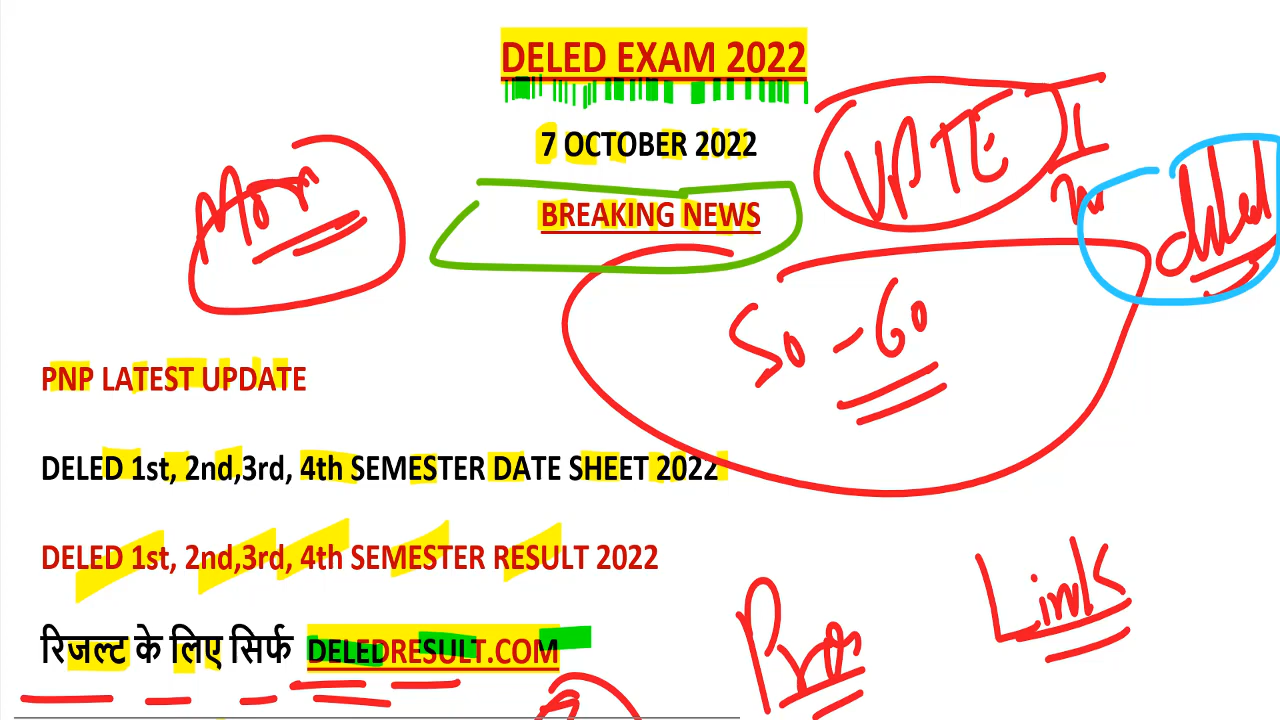 DELED EXAM 2022
7 OCTOBER 2022
BREAKING NEWS
50-60
PNP LATEST UPDATE
DELED 1st, 2nd,3rd, 4th SEMESTER DATE SHEET 2022
DELED 1st, 2nd,3rd, 4th SEMESTER RESULT 2022
Links
रिजल्ट के लिए सिर्फ DELEDRESULT.COM